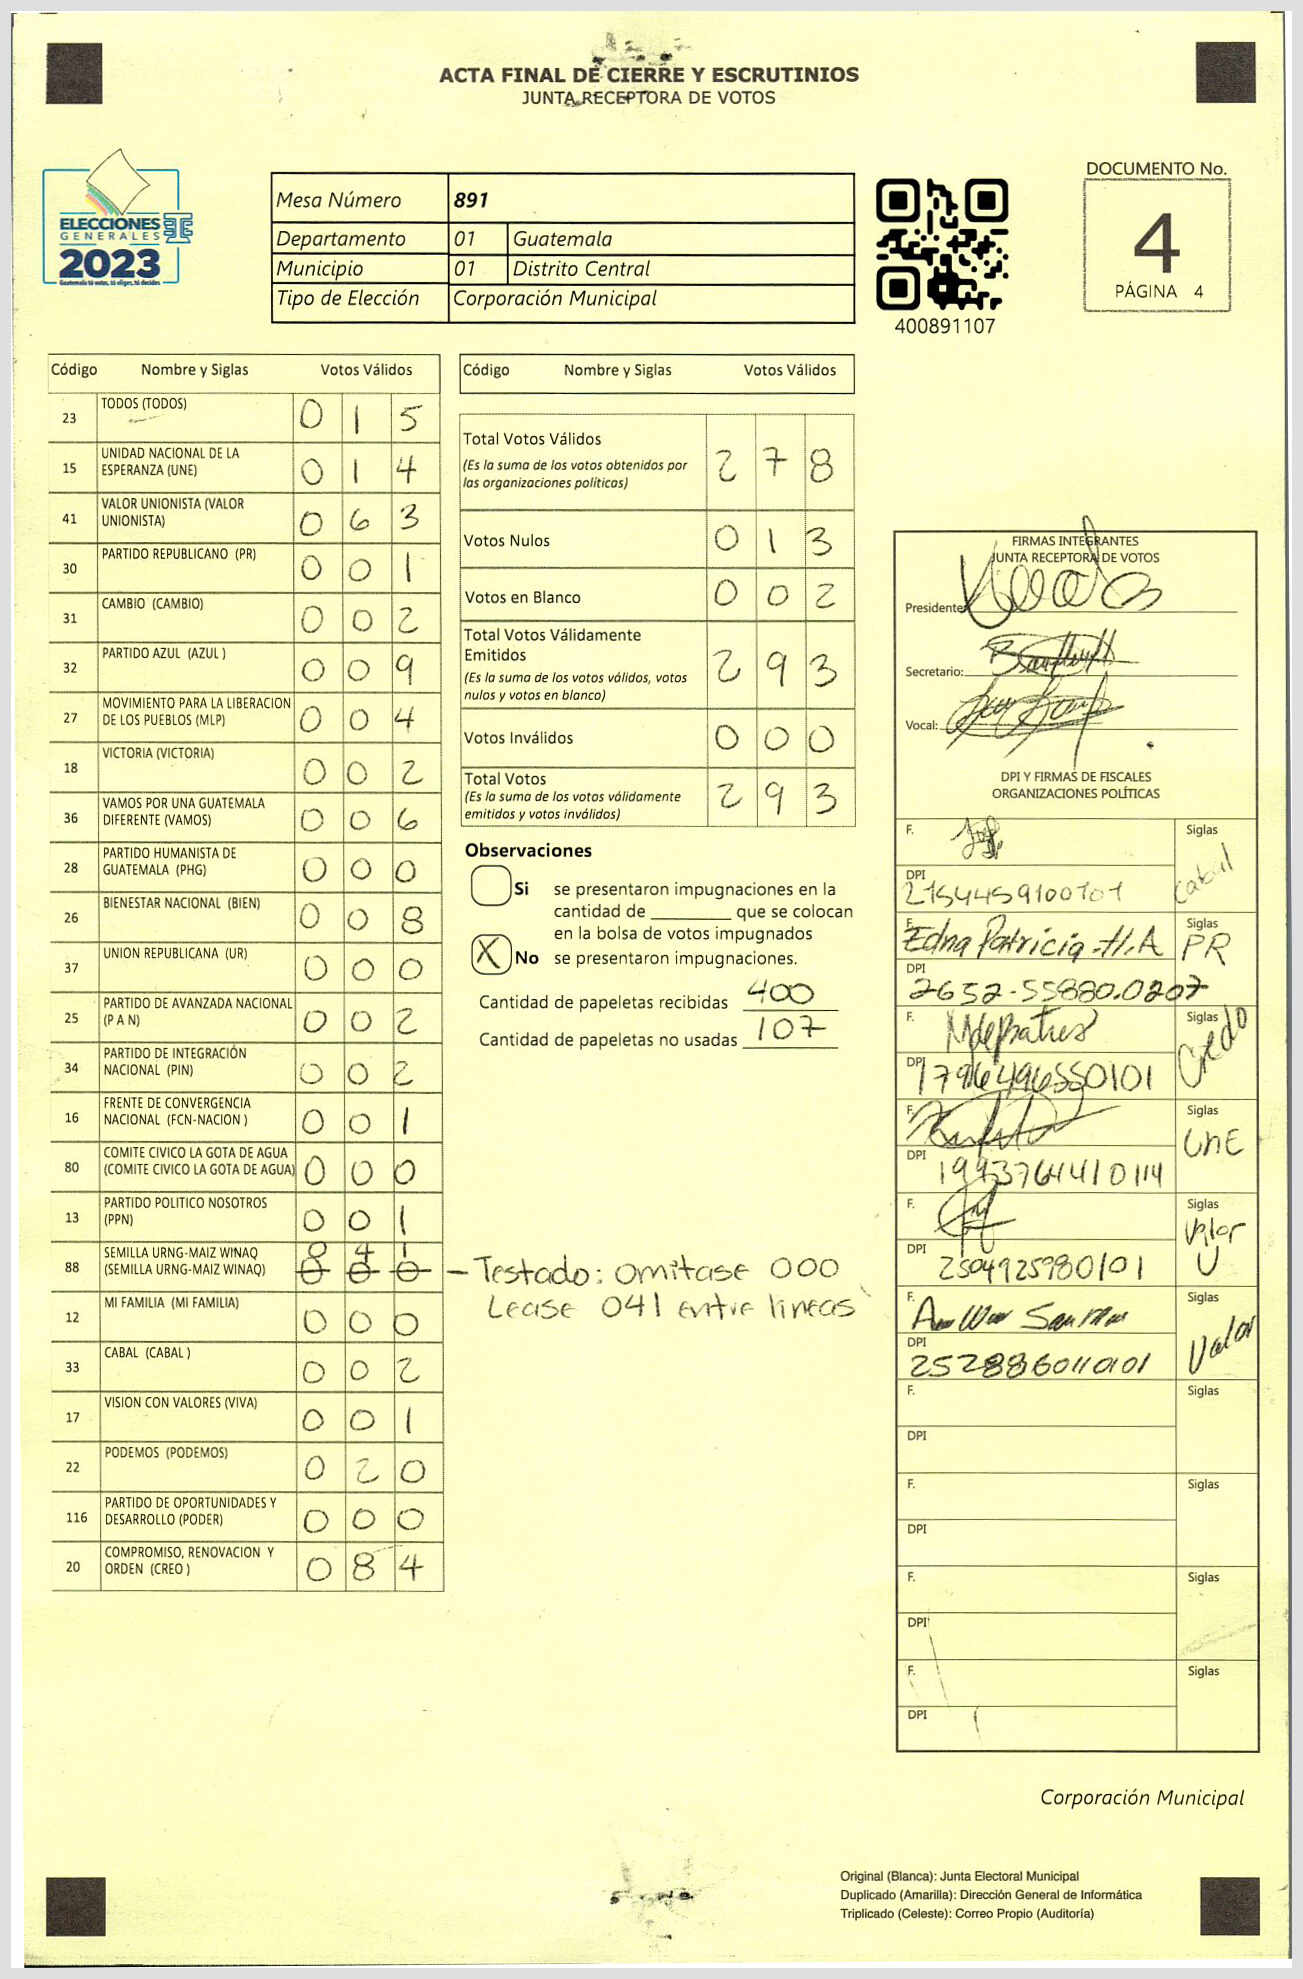 ACTA FINAL DE CIERRE Y ESCRUTINIOS
JUNTA RECEPTORA DE VOTOS
ELECCIONES
GENERALES
2023
Guatemala tú votas, tú eliges, tú decides
Mesa Número 891
Departamento 01 Guatemala
Municipio 01 Distrito Central
Tipo de Elección Corporación Municipal
400891107
DOCUMENTO No.
4
PÁGINA 4
Código Nombre y Siglas Votos Válidos
23 TODOS (TODOS) 0 1 5
15 UNIDAD NACIONAL DE LA
ESPERANZA (UNE) 0 1 4
41 VALOR UNIONISTA (VALOR
UNIONISTA) 0 6 3
30 PARTIDO REPUBLICANO (PR) 0 0 1
31 CAMBIO (CAMBIO) 0 0 2
32 PARTIDO AZUL (AZUL ) 0 0 9
27 MOVIMIENTO PARA LA LIBERACION
DE LOS PUEBLOS (MLP) 0 0 4
18 VICTORIA (VICTORIA) 0 0 2
36 VAMOS POR UNA GUATEMALA
DIFERENTE (VAMOS) 0 0 6
28 PARTIDO HUMANISTA DE
GUATEMALA (PHG) 0 0 0
26 BIENESTAR NACIONAL (BIEN) 0 0 8
37 UNION REPUBLICANA (UR) 0 0 0
25 PARTIDO DE AVANZADA NACIONAL
(P A N) 0 0 2
34 PARTIDO DE INTEGRACIÓN
NACIONAL (PIN) 0 0 2
16 FRENTE DE CONVERGENCIA
NACIONAL (FCN-NACION ) 0 0 1
80 COMITE CIVICO LA GOTA DE AGUA
(COMITE CIVICO LA GOTA DE AGUA) 0 0 0
13 PARTIDO POLITICO NOSOTROS
(PPN) 0 0 1
88 SEMILLA URNG-MAIZ WINAQ 0 4 1
(SEMILLA URNG-MAIZ WINAQ) 0 0 0
12 MI FAMILIA (MI FAMILIA) 0 0 0
33 CABAL (CABAL ) 0 0 2
17 VISION CON VALORES (VIVA) 0 0 1
22 PODEMOS (PODEMOS) 0 2 0
116 PARTIDO DE OPORTUNIDADES Y
DESARROLLO (PODER) 0 0 0
20 COMPROMISO, RENOVACION Y
ORDEN (CREO ) 0 8 4
Código Nombre y Siglas Votos Válidos
Total Votos Válidos 2 7 8
(Es la suma de los votos obtenidos por
las organizaciones políticas)
Votos Nulos 0 1 3
Votos en Blanco 0 0 2
Total Votos Válidamente
Emitidos 2 9 3
(Es la suma de los votos válidos, votos
nulos y votos en blanco)
Votos Inválidos 0 0 0
Total Votos 2 9 3
(Es la suma de los votos válidamente
emitidos y votos inválidos)
Observaciones
Si se presentaron impugnaciones en la
cantidad de ________ que se colocan
en la bolsa de votos impugnados
X No se presentaron impugnaciones.
Cantidad de papeletas recibidas 400
Cantidad de papeletas no usadas 107
- Testado: omitase 000
Lease 041 entre lineas
FIRMAS INTEGRANTES
JUNTA RECEPTORA DE VOTOS
Presidente:
Secretario:
Vocal:
DPI Y FIRMAS DE FISCALES
ORGANIZACIONES POLÍTICAS
F. Siglas Cabal
DPI
F. Edna Patricia H.A Siglas PR
DPI 2652-55880.0207
F. Siglas Credo
DPI
F. Siglas UNE
DPI 1993764410114
F. Siglas Valor U
DPI 2504925980101
F. Siglas Valor
DPI 2528860110101
F. Siglas
DPI
F. Siglas
DPI
F. Siglas
DPI
F. Siglas
DPI
Corporación Municipal
Original (Blanca): Junta Electoral Municipal
Duplicado (Amarilla): Dirección General de Informática
Triplicado (Celeste): Correo Propio (Auditoría)